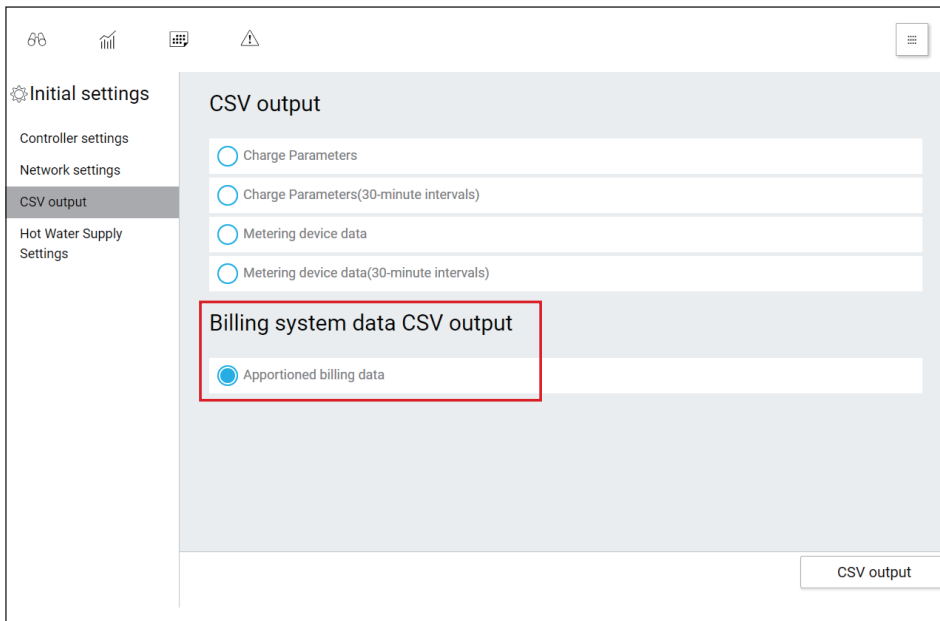 Initial settings
Controller settings
Network settings
CSV output
Hot Water Supply
Settings
CSV output
Charge Parameters
Charge Parameters(30-minute intervals)
Metering device data
Metering device data(30-minute intervals)
Billing system data CSV output
Apportioned billing data
CSV output